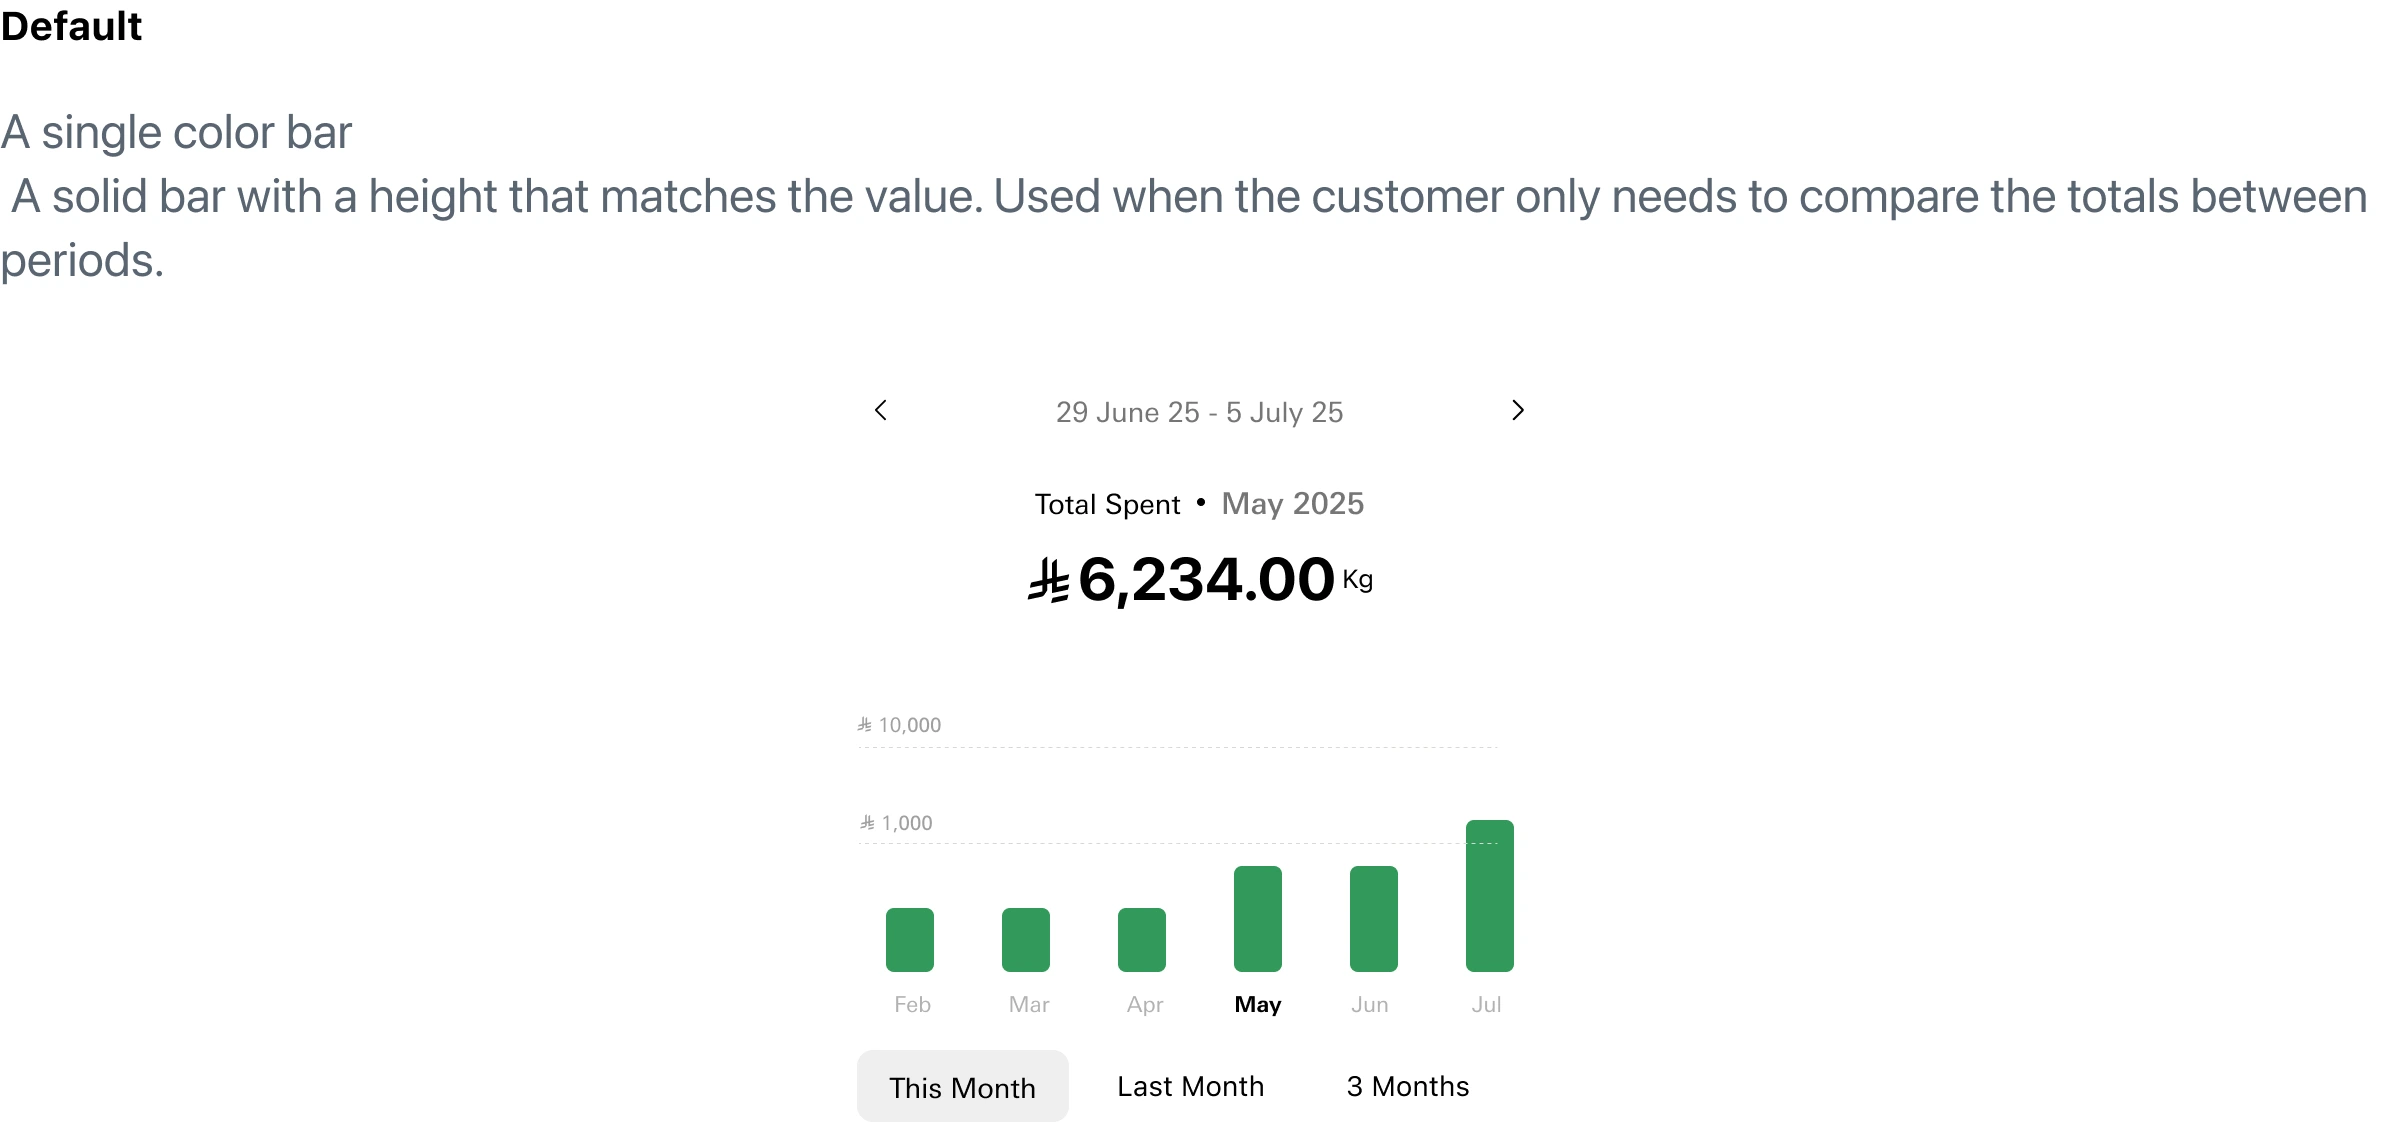 Default
A single color bar
A solid bar with a height that matches the value. Used when the customer only needs to compare the totals between
periods.
29 June 25 - 5 July 25
Total Spent • May 2025
⃁ 6,234.00 Kg
⃁ 10,000
⃁ 1,000
Feb Mar Apr May Jun Jul
This Month Last Month 3 Months